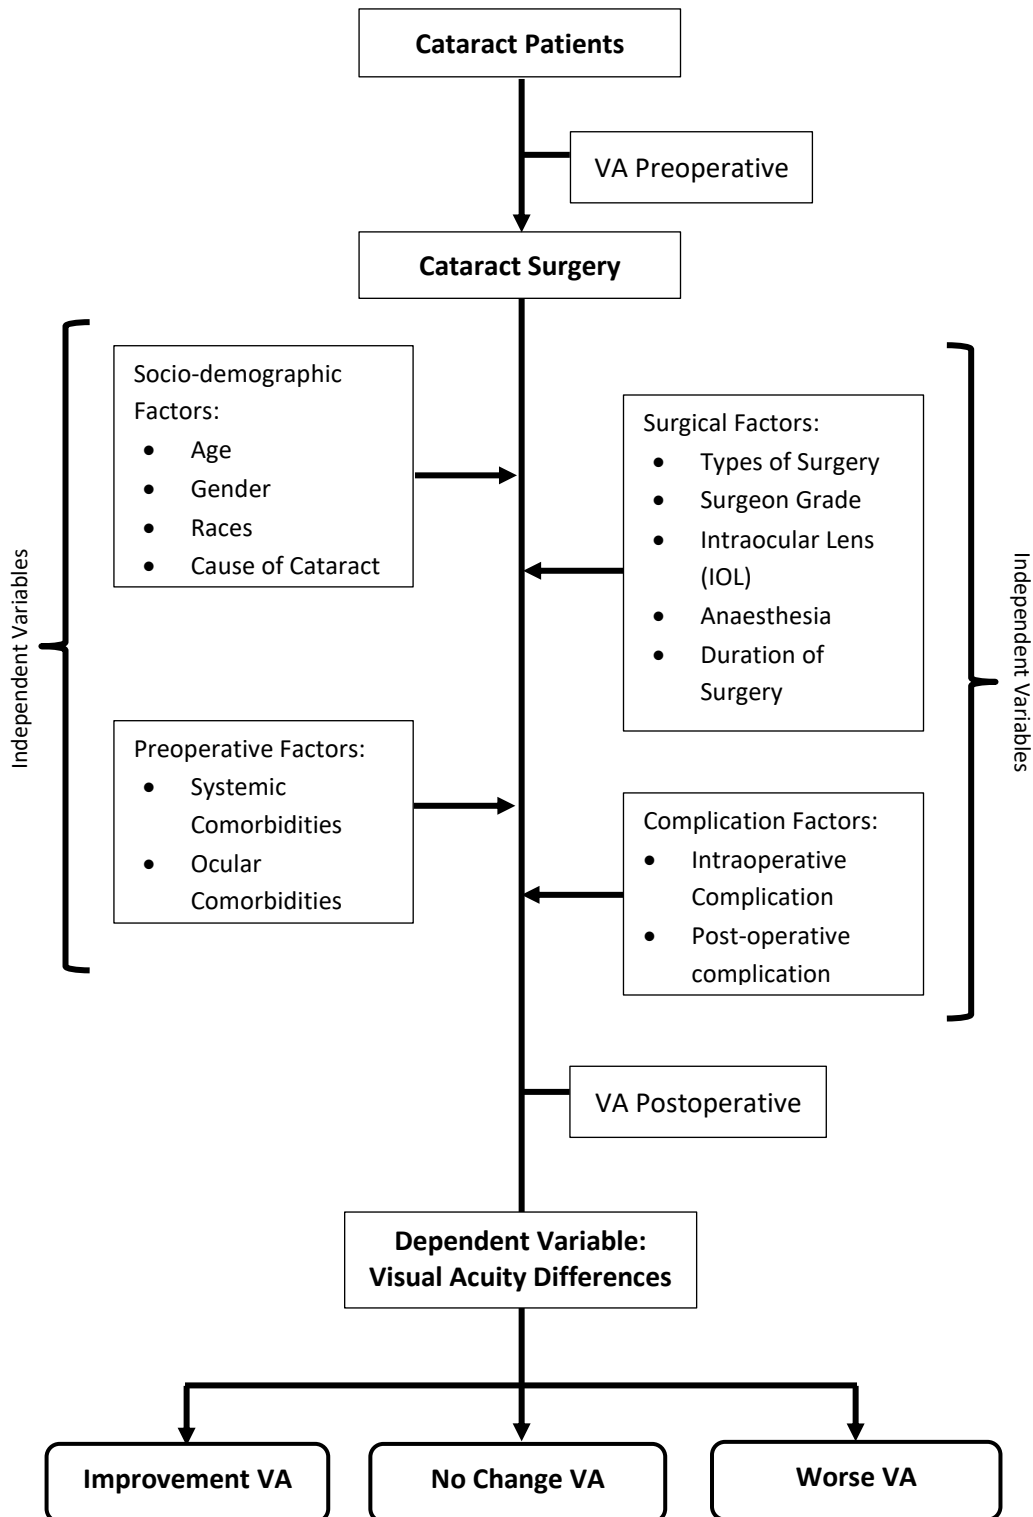 Cataract Patients
VA Preoperative
Cataract Surgery
Independent Variables
Socio-demographic
Factors:
• Age
• Gender
• Races
• Cause of Cataract
Preoperative Factors:
• Systemic
Comorbidities
• Ocular
Comorbidities
Surgical Factors:
• Types of Surgery
• Surgeon Grade
• Intraocular Lens
(IOL)
• Anaesthesia
• Duration of
Surgery
Complication Factors:
• Intraoperative
Complication
• Post-operative
complication
Independent Variables
VA Postoperative
Dependent Variable:
Visual Acuity Differences
Improvement VA
No Change VA
Worse VA